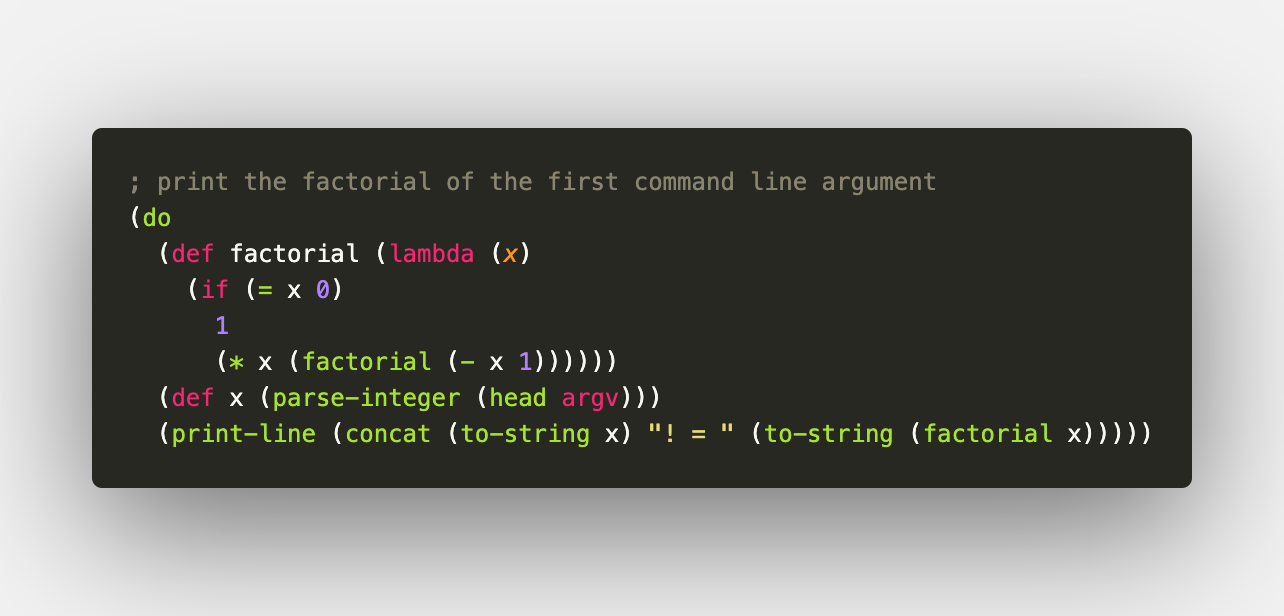 ; print the factorial of the first command line argument
(do
  (def factorial (lambda (x)
    (if (= x 0)
      1
      (* x (factorial (- x 1))))))
  (def x (parse-integer (head argv)))
  (print-line (concat (to-string x) "! = " (to-string (factorial x)))))